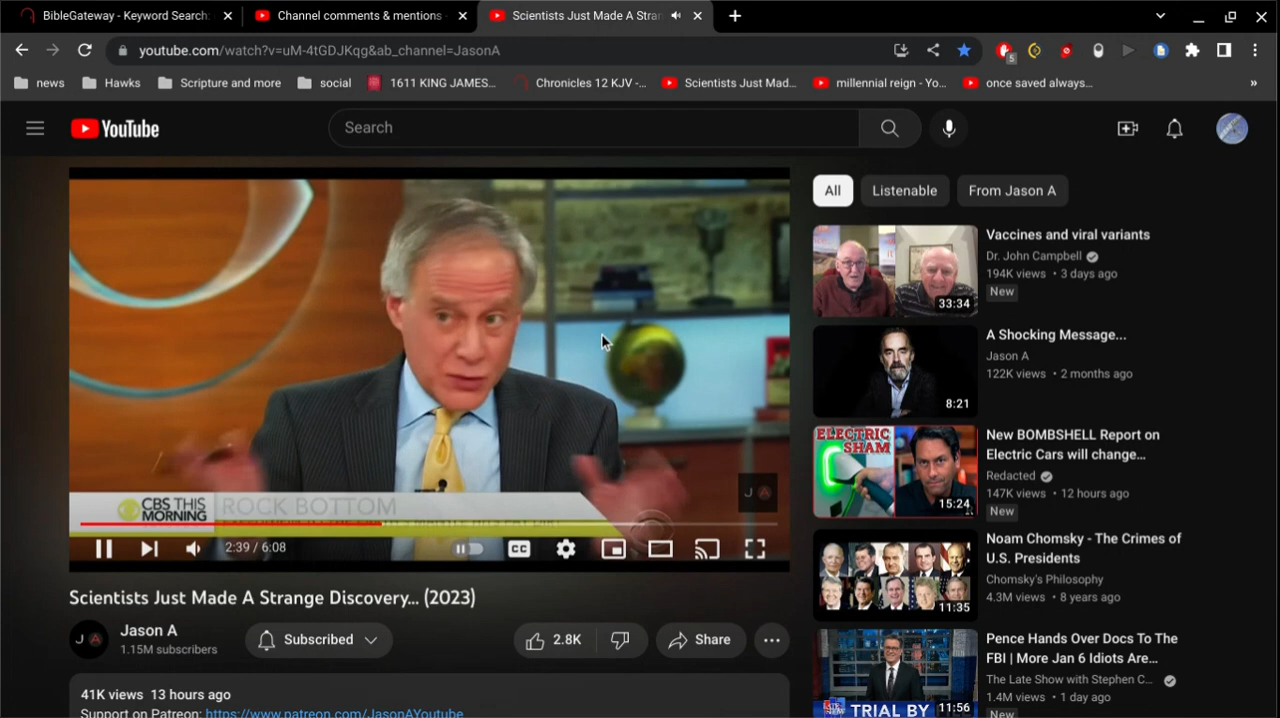 BibleGateway - Keyword Search:
Channel comments & mentions -
Scientists Just Made A Stran
youtube.com/watch?v=uM-4tGDJKqg&ab_channel=JasonA
5
news
Hawks
Scripture and more
social
1611 KING JAMES...
Chronicles 12 KJV -...
Scientists Just Mad...
millennial reign - Yo...
once saved always...
»
YouTube
Search
All
Listenable
From Jason A
CBS THIS
MORNING
ROCK BOTTOM
J A
2:39 / 6:08
CC
Scientists Just Made A Strange Discovery... (2023)
J A
Jason A
1.15M subscribers
Subscribed
2.8K
Share
41K views 13 hours ago
Support on Patreon: https://www.patreon.com/JasonAYoutube
33:34
Vaccines and viral variants
Dr. John Campbell
194K views • 3 days ago
New
8:21
A Shocking Message...
Jason A
122K views • 2 months ago
ELECTRIC
SHAM
15:24
New BOMBSHELL Report on
Electric Cars will change...
Redacted
147K views • 12 hours ago
New
11:35
Noam Chomsky - The Crimes of
U.S. Presidents
Chomsky's Philosophy
4.3M views • 8 years ago
TRIAL BY
11:56
Pence Hands Over Docs To The
FBI | More Jan 6 Idiots Are...
The Late Show with Stephen C...
1.4M views • 1 day ago
New